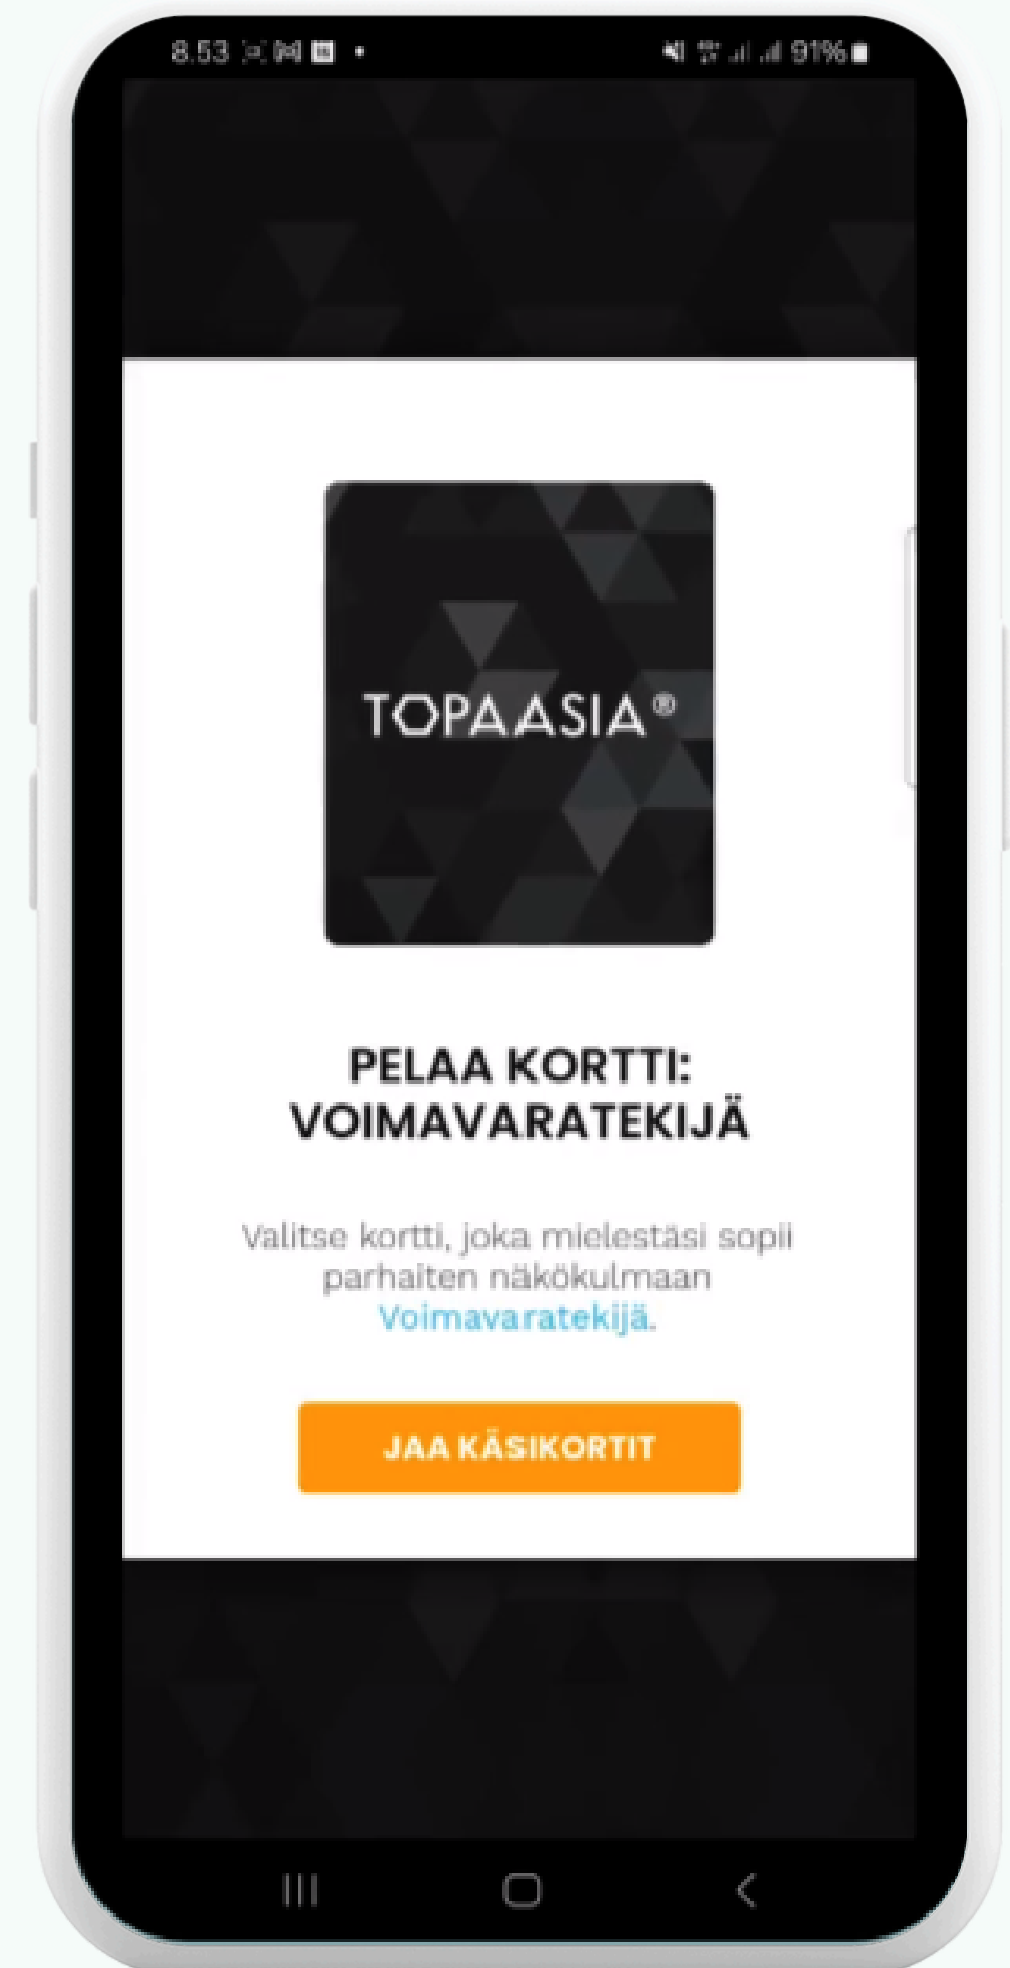 8.53
91%
TOPAASIA®
PELAA KORTTI:
VOIMAVARATEKIJÄ
Valitse kortti, joka mielestäsi sopii
parhaiten näkökulmaan
Voimavaratekijä.
JAA KÄSIKORTIT